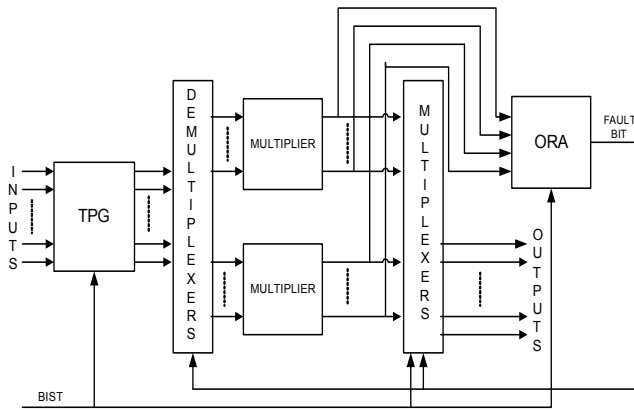 INPUTS
TPG
DEMULTIPLEXERS
MULTIPLIER
MULTIPLIER
MULTIPLEXERS
ORA
FAULT
BIT
OUTPUTS
BIST